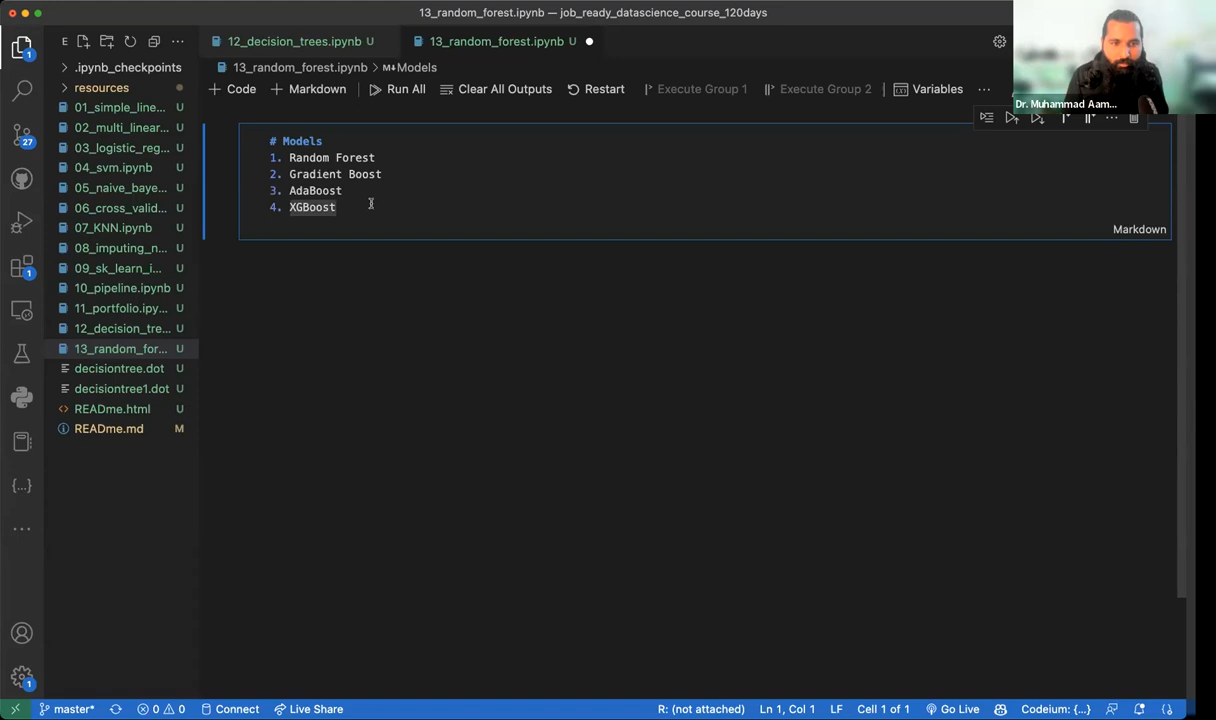 13_random_forest.ipynb — job_ready_datascience_course_120days
E
12_decision_trees.ipynb U
13_random_forest.ipynb U
Dr. Muhammad Aam...
13_random_forest.ipynb > Models
+ Code + Markdown Run All Clear All Outputs Restart Execute Group 1 Execute Group 2 Variables ...
.ipynb_checkpoints
resources
01_simple_line... U
02_multi_linear... U
03_logistic_reg... U
04_svm.ipynb U
05_naive_baye... U
06_cross_valid... U
07_KNN.ipynb U
08_imputing_n... U
09_sk_learn_i... U
10_pipeline.ipynb U
11_portfolio.ipy... U
12_decision_tre... U
13_random_for... U
decisiontree.dot U
decisiontree1.dot U
READme.html U
READme.md M
# Models
1. Random Forest
2. Gradient Boost
3. AdaBoost
4. XGBoost
Markdown
1
27
1
1
master* 0 0 Connect Live Share R: (not attached) Ln 1, Col 1 LF Cell 1 of 1 Go Live Codeium: {...}